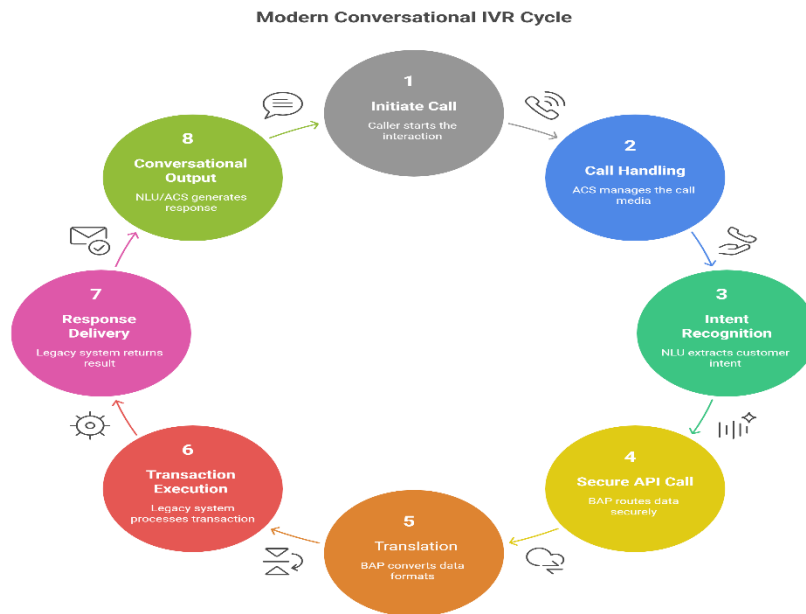 Modern Conversational IVR Cycle
1
Initiate Call
Caller starts the
interaction
2
Call Handling
ACS manages the call
media
3
Intent
Recognition
NLU extracts customer
intent
4
Secure API Call
BAP routes data
securely
5
Translation
BAP converts data
formats
6
Transaction
Execution
Legacy system
processes transaction
7
Response
Delivery
Legacy system returns
result
8
Conversational
Output
NLU/ACS generates
response